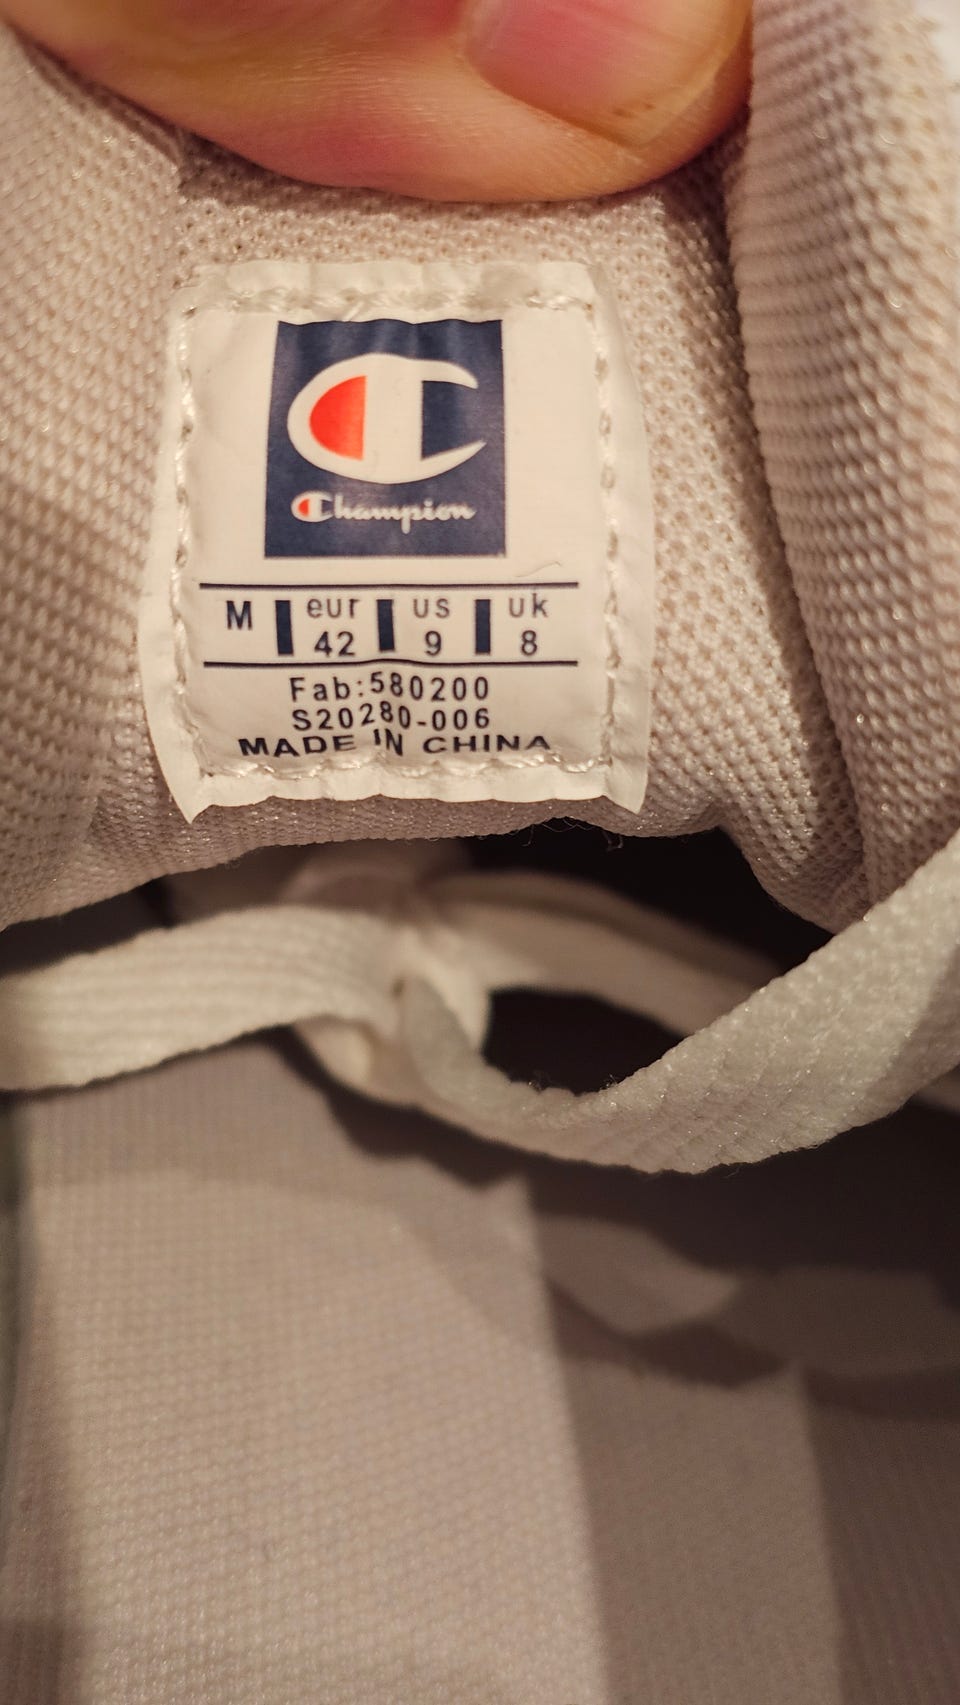 Champion
M eur us uk
42 9 8
Fab:580200
S20280-006
MADE IN CHINA